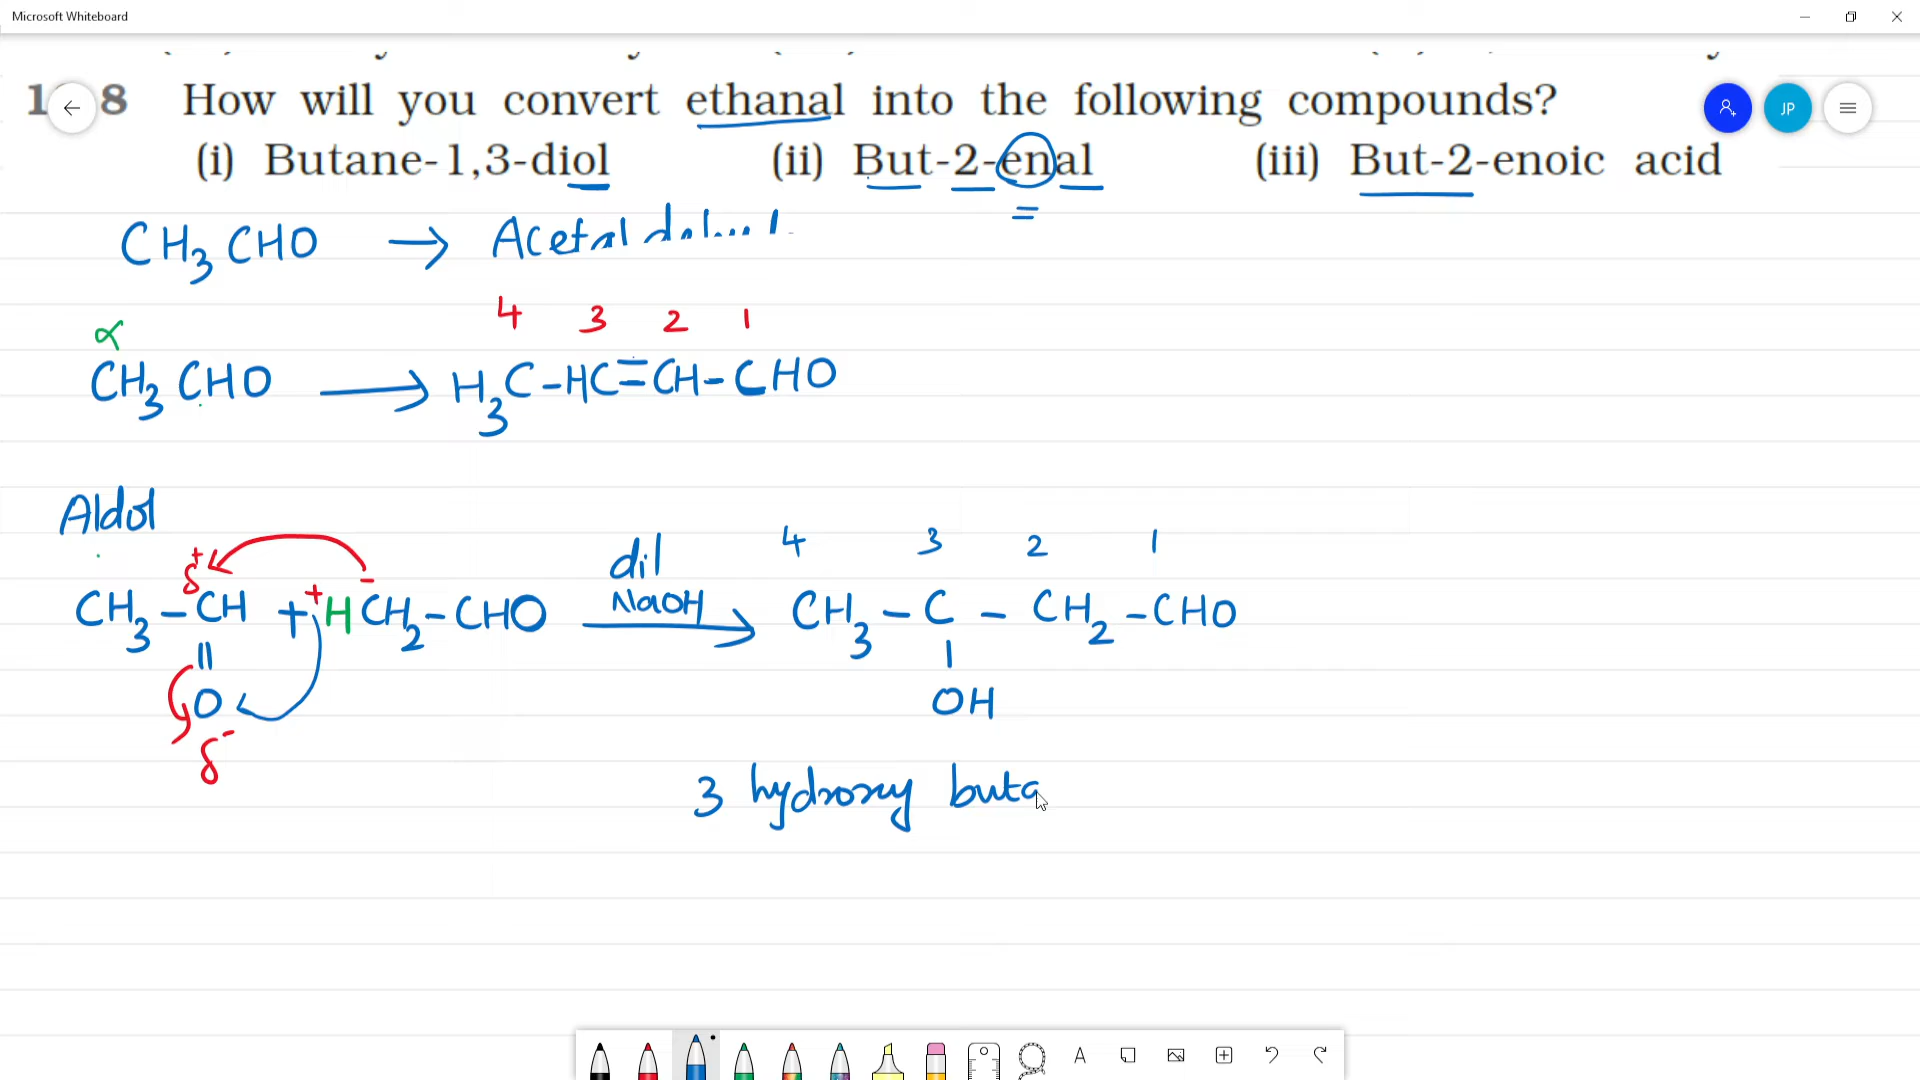 Microsoft Whiteboard
8 How will you convert ethanal into the following compounds?
JP
(i) Butane-1,3-diol (ii) But-2-enal (iii) But-2-enoic acid
=
CH3CHO →
α 4 3 2 1
CH3CHO → H3C-HC=CH-CHO
Aldol
δ+ + - dil 4 3 2 1
CH3-CH + HCH2-CHO NaOH → CH3-C-CH2-CHO
|| |
O OH
δ-
3 hydroxy buta
A